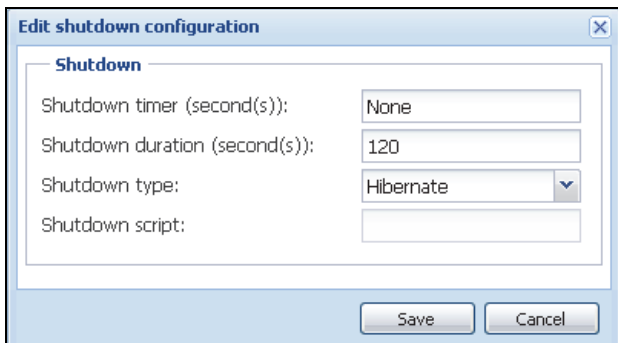 Edit shutdown configuration
Shutdown
Shutdown timer (second(s)): None
Shutdown duration (second(s)): 120
Shutdown type: Hibernate
Shutdown script:
Save Cancel